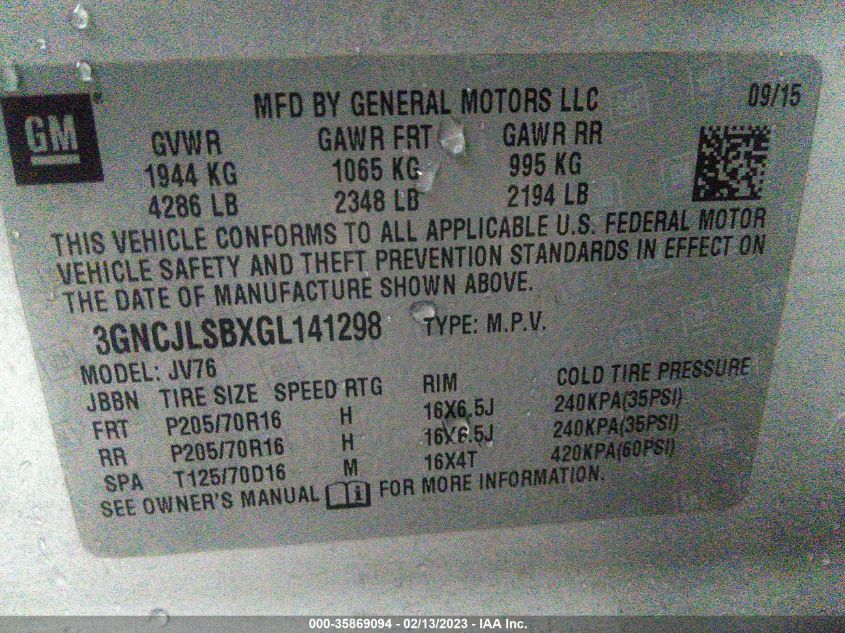 GM
MFD BY GENERAL MOTORS LLC 09/15
GVWR GAWR FRT GAWR RR
1944 KG 1065 KG 995 KG
4286 LB 2348 LB 2194 LB
THIS VEHICLE CONFORMS TO ALL APPLICABLE U.S. FEDERAL MOTOR
VEHICLE SAFETY AND THEFT PREVENTION STANDARDS IN EFFECT ON
THE DATE OF MANUFACTURE SHOWN ABOVE.
3GNCJLSBXGL141298 TYPE: M.P.V.
MODEL: JV76
JBBN TIRE SIZE SPEED RTG RIM COLD TIRE PRESSURE
FRT P205/70R16 H 16X6.5J 240KPA(35PSI)
RR P205/70R16 H 16X6.5J 240KPA(35PSI)
SPA T125/70D16 M 16X4T 420KPA(60PSI)
SEE OWNER'S MANUAL FOR MORE INFORMATION.
000-35869094 - 02/13/2023 - IAA Inc.